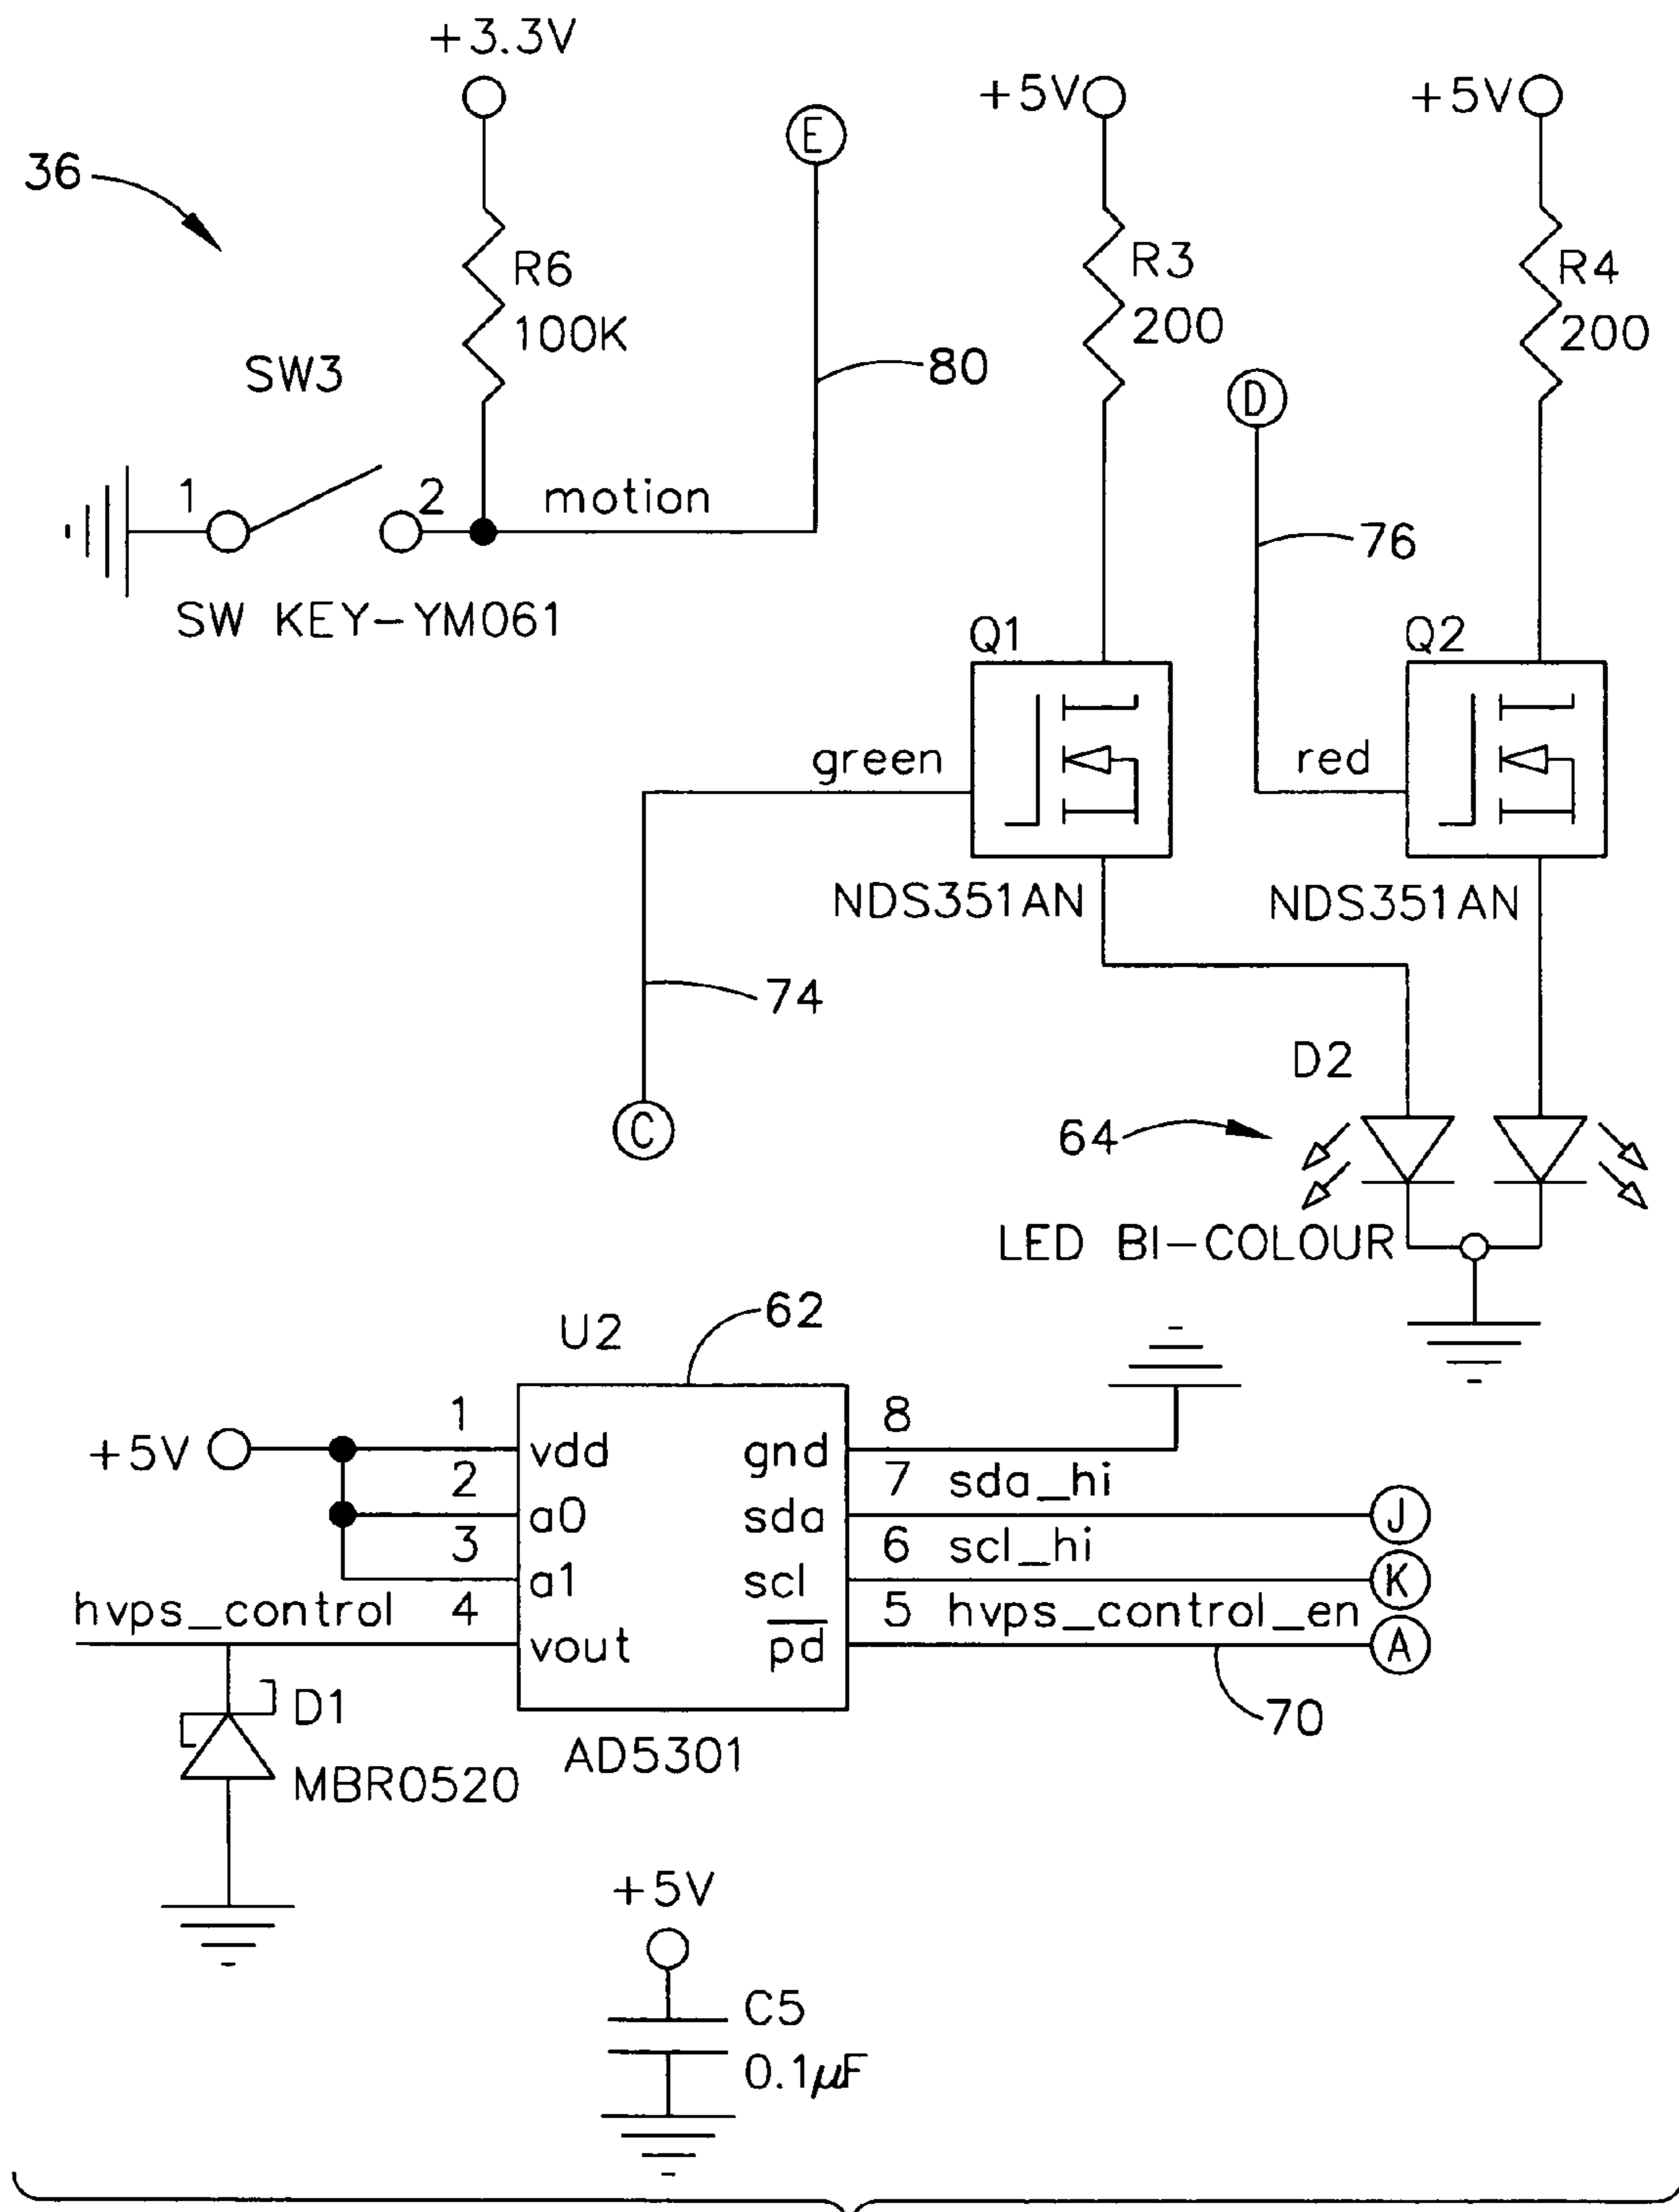 +3.3V
E
+5V
+5V
36
R6
100K
R3
200
R4
200
SW3
80
D
1
2
motion
76
SW KEY-YM061
Q1
Q2
green
red
NDS351AN
NDS351AN
74
D2
C
64
LED BI-COLOUR
U2
62
+5V
1
vdd
gnd
8
2
a0
sda
7
sda_hi
J
3
a1
scl
6
scl_hi
K
hvps_control
4
vout
pd
5
hvps_control_en
A
D1
MBR0520
AD5301
70
+5V
C5
0.1µF